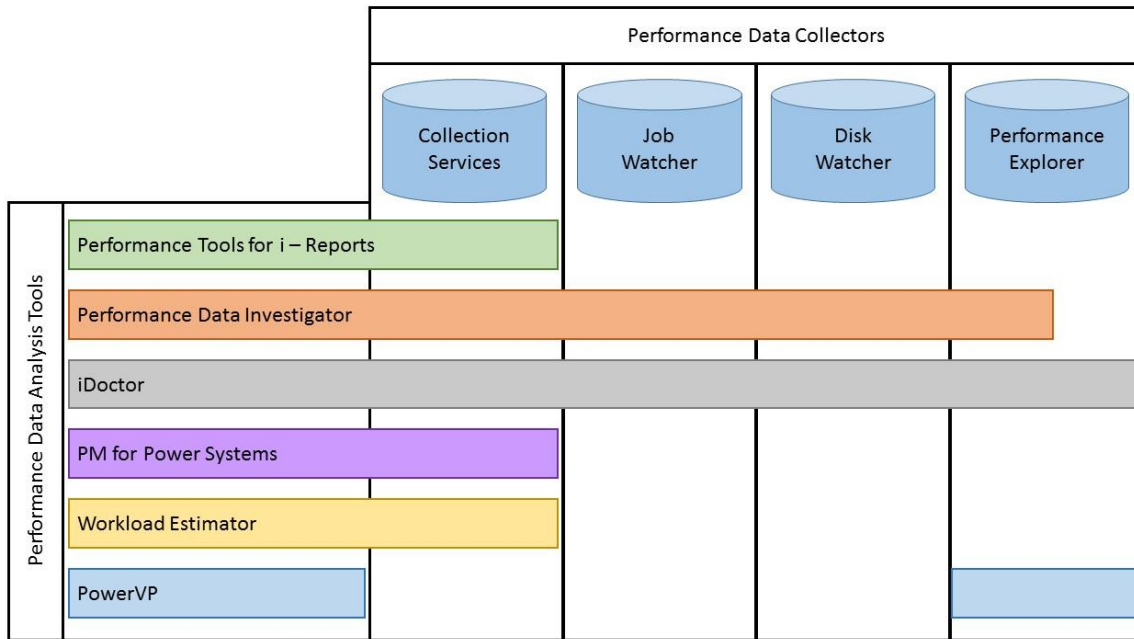 Performance Data Collectors
Collection
Services
Job
Watcher
Disk
Watcher
Performance
Explorer
Performance Data Analysis Tools
Performance Tools for i – Reports
Performance Data Investigator
iDoctor
PM for Power Systems
Workload Estimator
PowerVP